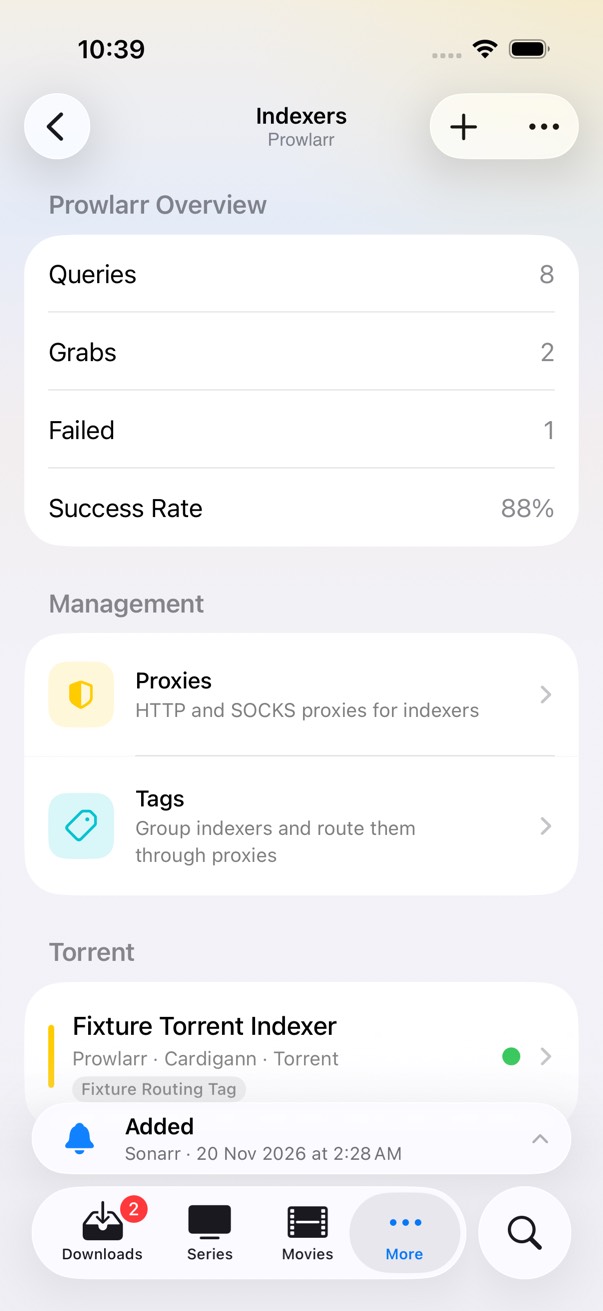 10:39
Indexers
Prowlarr
Prowlarr Overview
Queries
8
Grabs
2
Failed
1
Success Rate
88%
Management
Proxies
HTTP and SOCKS proxies for indexers
Tags
Group indexers and route them
through proxies
Torrent
Fixture Torrent Indexer
Prowlarr · Cardigann · Torrent
Fixture Routing Tag
Added
Sonarr · 20 Nov 2026 at 2:28 AM
2
Downloads
Series
Movies
More